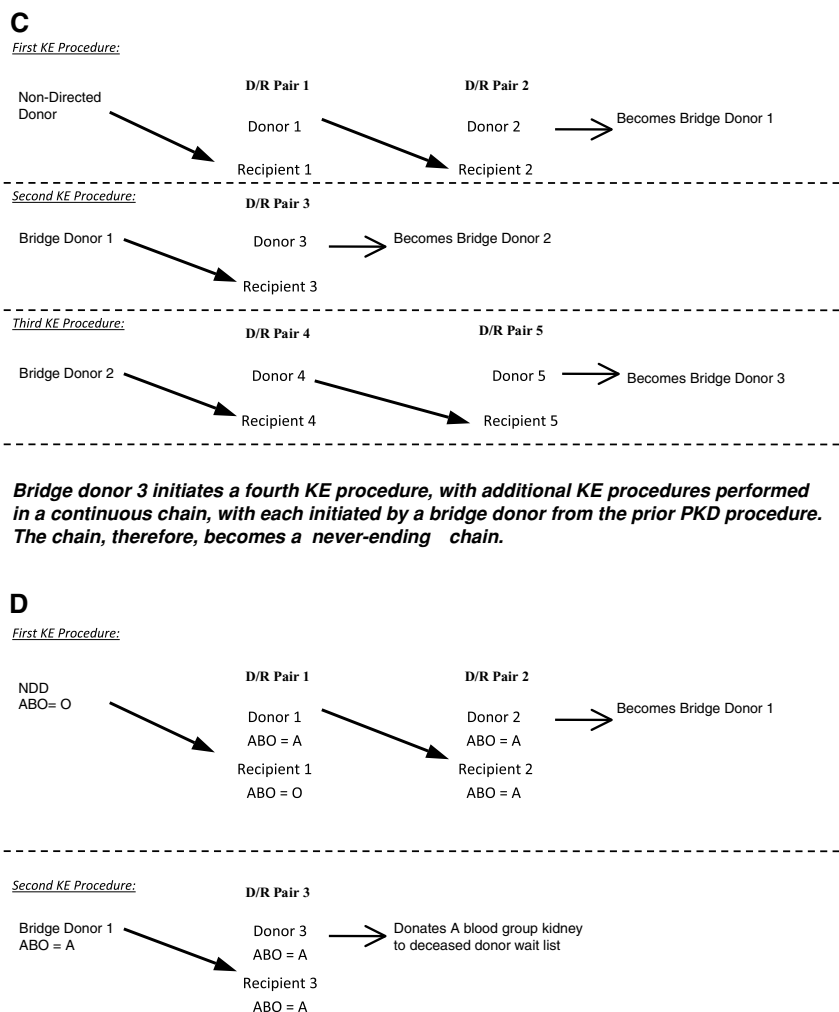 C
First KE Procedure:
D/R Pair 1
D/R Pair 2
Non-Directed
Donor
Donor 1
Donor 2
Becomes Bridge Donor 1
Recipient 1
Recipient 2
Second KE Procedure:
D/R Pair 3
Bridge Donor 1
Donor 3
Becomes Bridge Donor 2
Recipient 3
Third KE Procedure:
D/R Pair 4
D/R Pair 5
Bridge Donor 2
Donor 4
Donor 5
Becomes Bridge Donor 3
Recipient 4
Recipient 5
Bridge donor 3 initiates a fourth KE procedure, with additional KE procedures performed
in a continuous chain, with each initiated by a bridge donor from the prior PKD procedure.
The chain, therefore, becomes a never-ending chain.
D
First KE Procedure:
D/R Pair 1
D/R Pair 2
NDD
ABO= O
Donor 1
ABO = A
Donor 2
ABO = A
Becomes Bridge Donor 1
Recipient 1
ABO = O
Recipient 2
ABO = A
Second KE Procedure:
D/R Pair 3
Bridge Donor 1
ABO = A
Donor 3
ABO = A
Donates A blood group kidney
to deceased donor wait list
Recipient 3
ABO = A